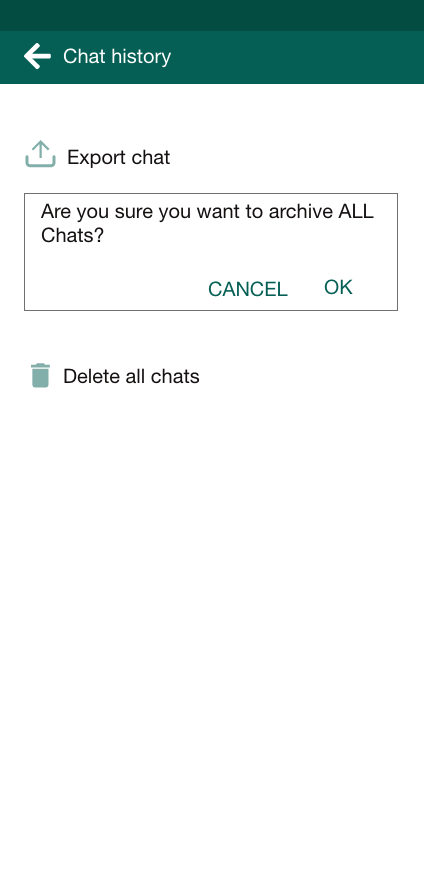 Chat history
Export chat
Are you sure you want to archive ALL
Chats?
CANCEL OK
Delete all chats